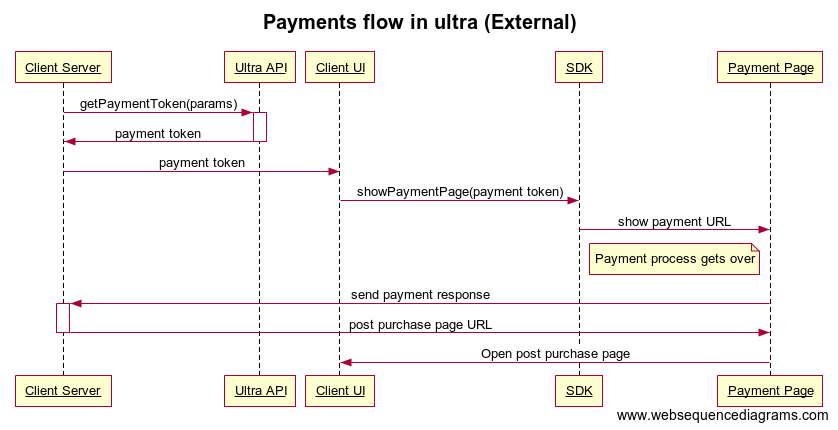 Payments flow in ultra (External)
Client Server
Ultra API
Client UI
SDK
Payment Page
getPaymentToken(params)
payment token
payment token
showPaymentPage(payment token)
show payment URL
Payment process gets over
send payment response
post purchase page URL
Open post purchase page
Client Server
Ultra API
Client UI
SDK
Payment Page
www.websequencediagrams.com